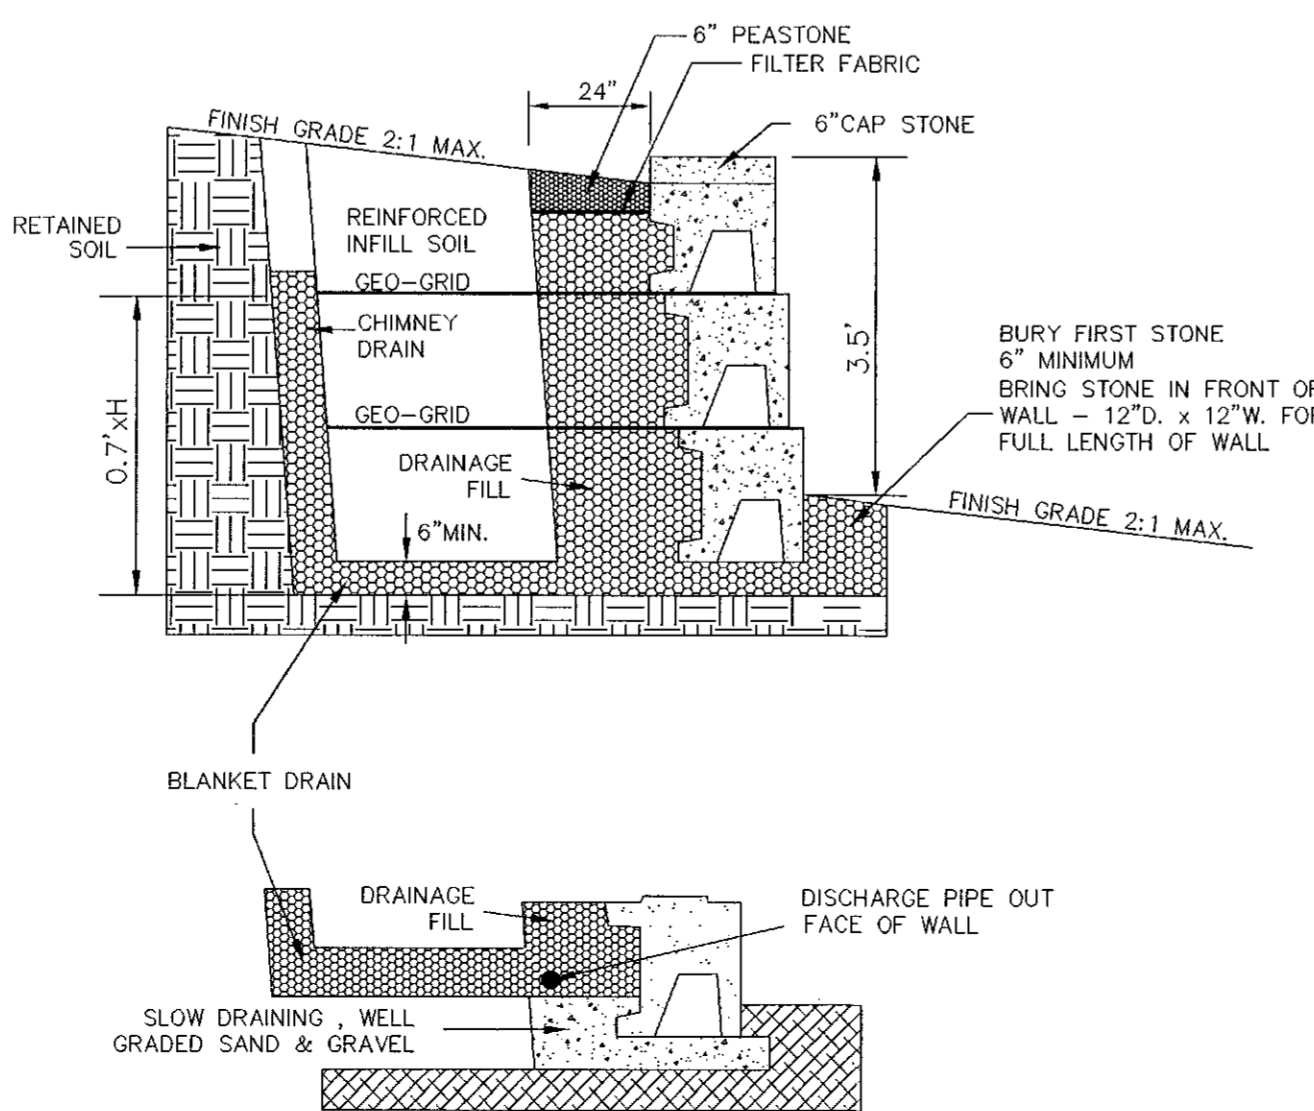 6" PEASTONE
FILTER FABRIC
24"
6"CAP STONE
FINISH GRADE 2:1 MAX.
RETAINED
SOIL
REINFORCED
INFILL SOIL
GEO-GRID
CHIMNEY
DRAIN
3.5'
BURY FIRST STONE
6" MINIMUM
BRING STONE IN FRONT OF
WALL - 12"D. x 12"W. FOR
FULL LENGTH OF WALL
0.7'xH
GEO-GRID
DRAINAGE
FILL
6"MIN.
FINISH GRADE 2:1 MAX.
BLANKET DRAIN
DRAINAGE
FILL
DISCHARGE PIPE OUT
FACE OF WALL
SLOW DRAINING , WELL
GRADED SAND & GRAVEL